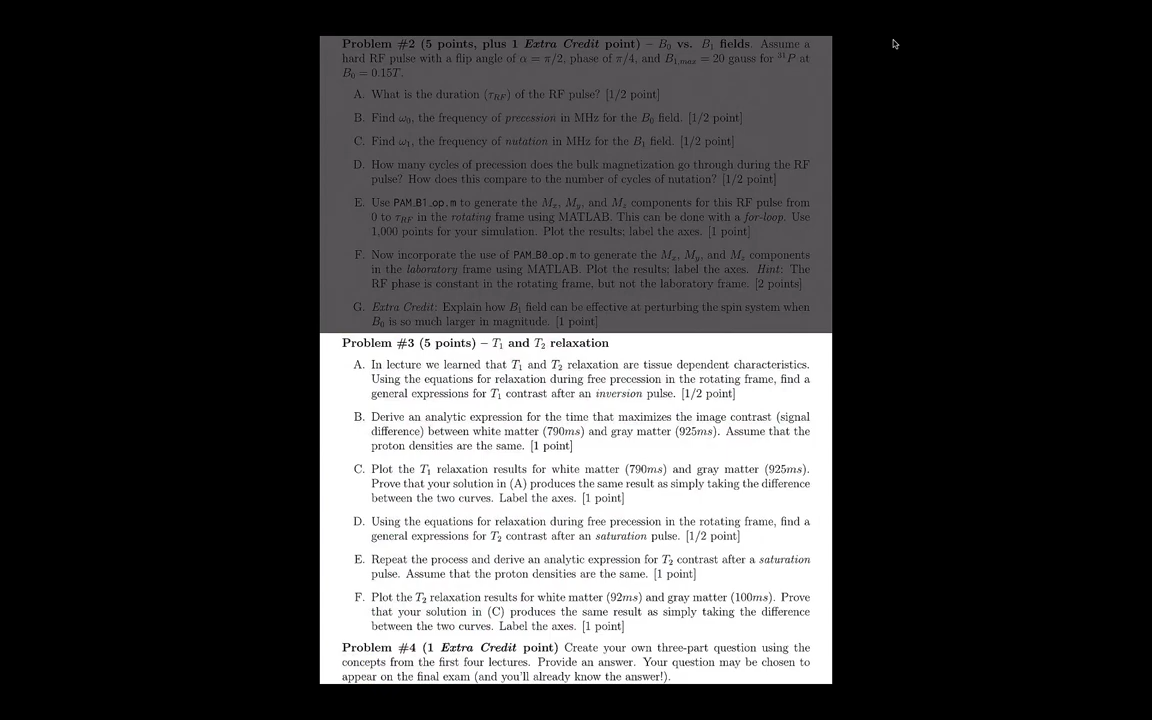 Problem #2 (5 points, plus 1 Extra Credit point) – B₀ vs. B₁ fields. Assume a
hard RF pulse with a flip angle of α = π/2, phase of π/4, and B₁,max = 20 gauss for ³¹P at
B₀ = 0.15T.
A. What is the duration (τRF) of the RF pulse? [1/2 point]
B. Find ω₀, the frequency of precession in MHz for the B₀ field. [1/2 point]
C. Find ω₁, the frequency of nutation in MHz for the B₁ field. [1/2 point]
D. How many cycles of precession does the bulk magnetization go through during the RF
pulse? How does this compare to the number of cycles of nutation? [1/2 point]
E. Use PAM_B1_op.m to generate the Mx, My, and Mz components for this RF pulse from
0 to τRF in the rotating frame using MATLAB. This can be done with a for-loop. Use
1,000 points for your simulation. Plot the results; label the axes. [1 point]
F. Now incorporate the use of PAM_B0_op.m to generate the Mx, My, and Mz components
in the laboratory frame using MATLAB. Plot the results; label the axes. Hint: The
RF phase is constant in the rotating frame, but not the laboratory frame. [2 points]
G. Extra Credit: Explain how B₁ field can be effective at perturbing the spin system when
B₀ is so much larger in magnitude. [1 point]
Problem #3 (5 points) – T₁ and T₂ relaxation
A. In lecture we learned that T₁ and T₂ relaxation are tissue dependent characteristics.
Using the equations for relaxation during free precession in the rotating frame, find a
general expressions for T₁ contrast after an inversion pulse. [1/2 point]
B. Derive an analytic expression for the time that maximizes the image contrast (signal
difference) between white matter (790ms) and gray matter (925ms). Assume that the
proton densities are the same. [1 point]
C. Plot the T₁ relaxation results for white matter (790ms) and gray matter (925ms).
Prove that your solution in (A) produces the same result as simply taking the difference
between the two curves. Label the axes. [1 point]
D. Using the equations for relaxation during free precession in the rotating frame, find a
general expressions for T₂ contrast after an saturation pulse. [1/2 point]
E. Repeat the process and derive an analytic expression for T₂ contrast after a saturation
pulse. Assume that the proton densities are the same. [1 point]
F. Plot the T₂ relaxation results for white matter (92ms) and gray matter (100ms). Prove
that your solution in (C) produces the same result as simply taking the difference
between the two curves. Label the axes. [1 point]
Problem #4 (1 Extra Credit point) Create your own three-part question using the
concepts from the first four lectures. Provide an answer. Your question may be chosen to
appear on the final exam (and you'll already know the answer!).